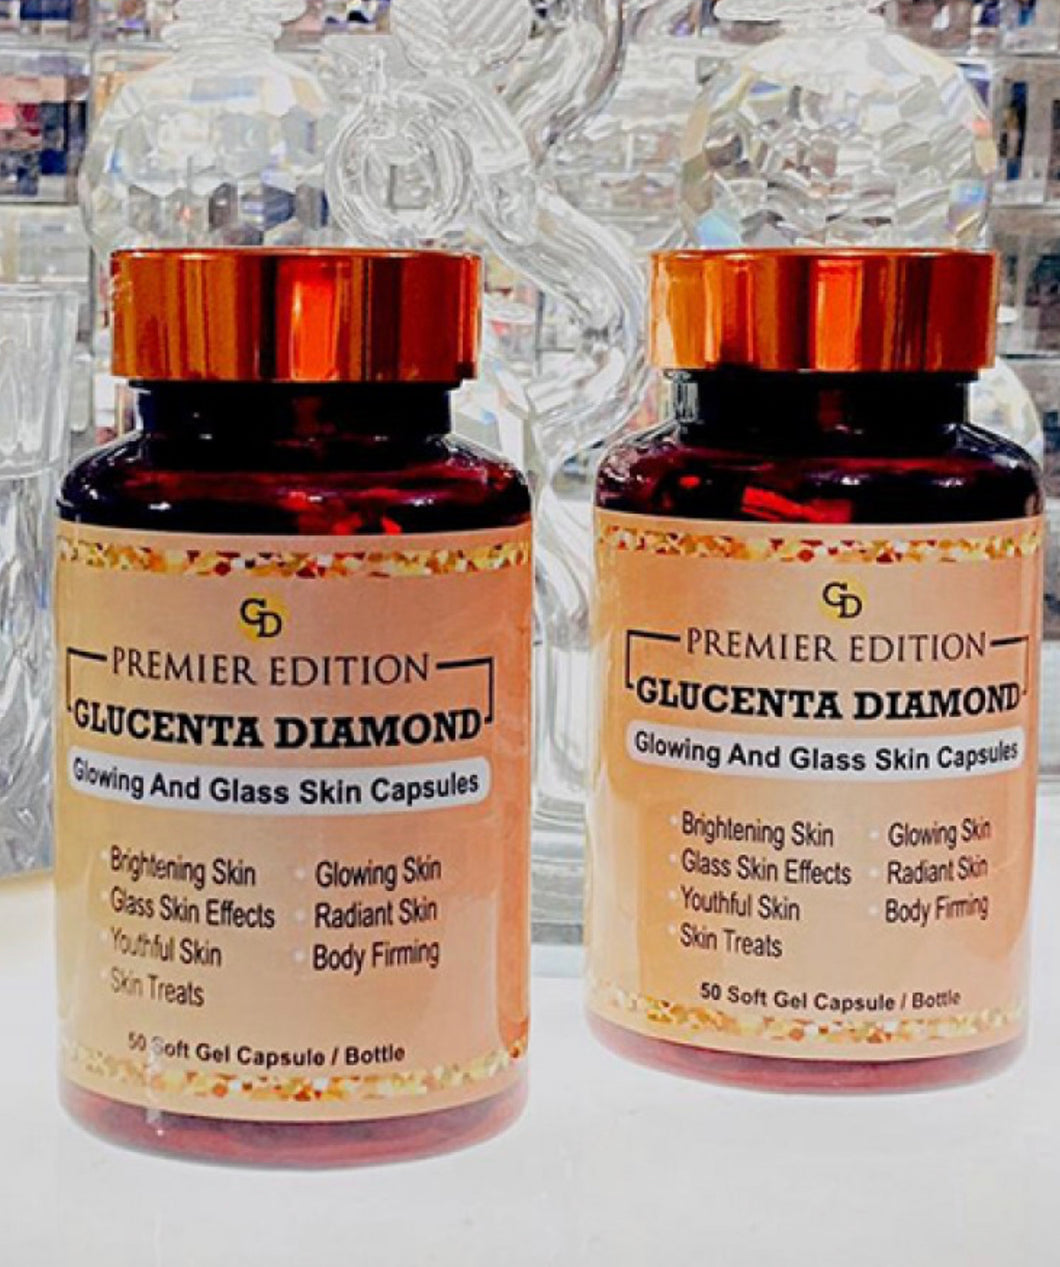 GD
PREMIER EDITION
GLUCENTA DIAMOND
Glowing And Glass Skin Capsules
Brightening Skin
Glass Skin Effects
Youthful Skin
Skin Treats
Glowing Skin
Radiant Skin
Body Firming
50 Soft Gel Capsule / Bottle
GD
PREMIER EDITION
GLUCENTA DIAMOND
Glowing And Glass Skin Capsules
Brightening Skin
Glass Skin Effects
Youthful Skin
Skin Treats
Glowing Skin
Radiant Skin
Body Firming
50 Soft Gel Capsule / Bottle